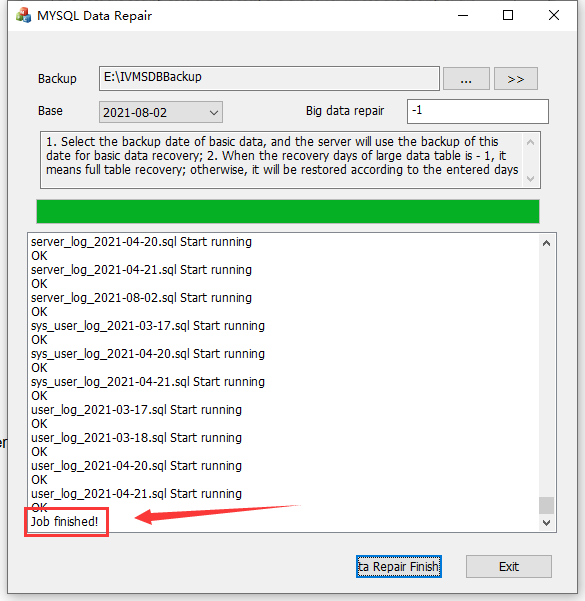 MYSQL Data Repair
Backup
E:\IVMSDBBackup
...
>>
Base
2021-08-02
Big data repair
-1
1. Select the backup date of basic data, and the server will use the backup of this
date for basic data recovery; 2. When the recovery days of large data table is - 1, it
means full table recovery; otherwise, it will be restored according to the entered days
server_log_2021-04-20.sql Start running
OK
server_log_2021-04-21.sql Start running
OK
server_log_2021-08-02.sql Start running
OK
sys_user_log_2021-03-17.sql Start running
OK
sys_user_log_2021-04-20.sql Start running
OK
sys_user_log_2021-04-21.sql Start running
OK
user_log_2021-03-17.sql Start running
OK
user_log_2021-03-18.sql Start running
OK
user_log_2021-04-20.sql Start running
OK
user_log_2021-04-21.sql Start running
OK
Job finished!
er
ta Repair Finish
Exit